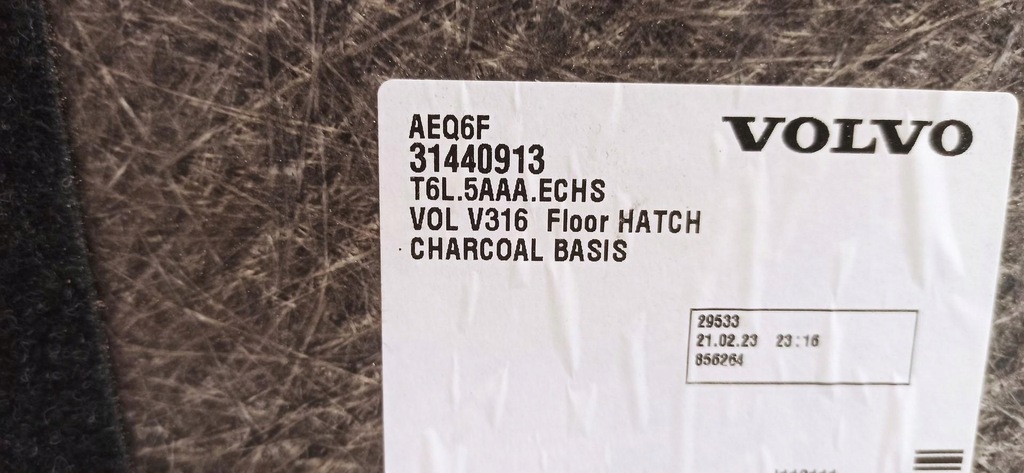 AEQ6F
VOLVO
31440913
T6L.5AAA.ECHS
VOL V316 Floor HATCH
CHARCOAL BASIS
29533
21.02.23 23:16
856264